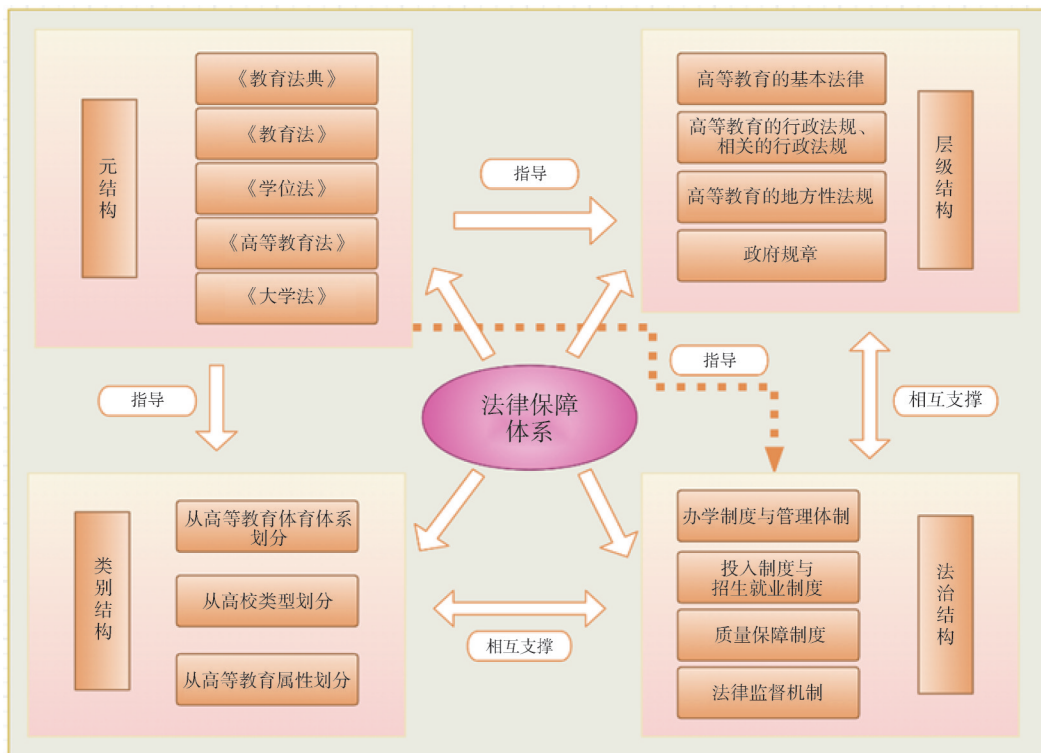 元结构
《教育法典》
《教育法》
《学位法》
《高等教育法》
《大学法》
指导
高等教育的基本法律
高等教育的行政法规、
相关的行政法规
高等教育的地方性法规
政府规章
层级结构
指导
指导
相互支撑
法律保障
体系
类别结构
从高等教育体育体系
划分
从高校类型划分
从高等教育属性划分
相互支撑
办学制度与管理体制
投入制度与
招生就业制度
质量保障制度
法律监督机制
法治结构